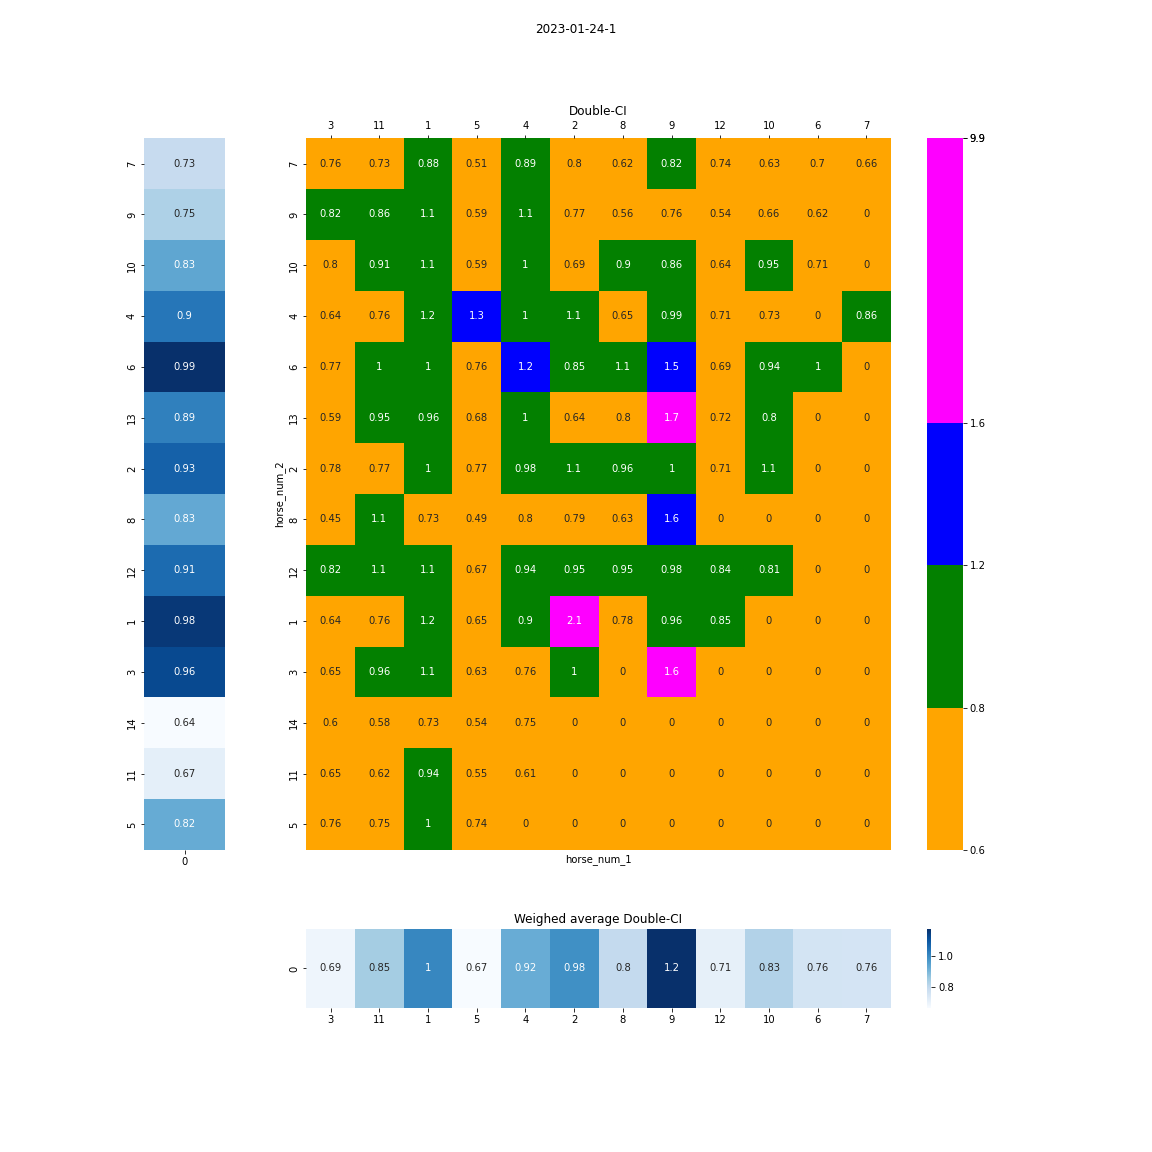 2023-01-24-1
Double-CI
3 11 1 5 4 2 8 9 12 10 6 7
9.9
7 0.73 7 0.76 0.73 0.88 0.51 0.89 0.8 0.62 0.82 0.74 0.63 0.7 0.66
9 0.75 9 0.82 0.86 1.1 0.59 1.1 0.77 0.56 0.76 0.54 0.66 0.62 0
10 0.83 10 0.8 0.91 1.1 0.59 1 0.69 0.9 0.86 0.64 0.95 0.71 0
4 0.9 4 0.64 0.76 1.2 1.3 1 1.1 0.65 0.99 0.71 0.73 0 0.86
6 0.99 6 0.77 1 1 0.76 1.2 0.85 1.1 1.5 0.69 0.94 1 0
13 0.89 13 0.59 0.95 0.96 0.68 1 0.64 0.8 1.7 0.72 0.8 0 0
1.6
2 0.93 2 0.78 0.77 1 0.77 0.98 1.1 0.96 1 0.71 1.1 0 0
horse_num_2
8 0.83 8 0.45 1.1 0.73 0.49 0.8 0.79 0.63 1.6 0 0 0 0
1.2
12 0.91 12 0.82 1.1 1.1 0.67 0.94 0.95 0.95 0.98 0.84 0.81 0 0
1 0.98 1 0.64 0.76 1.2 0.65 0.9 2.1 0.78 0.96 0.85 0 0 0
3 0.96 3 0.65 0.96 1.1 0.63 0.76 1 0 1.6 0 0 0 0
0.8
14 0.64 14 0.6 0.58 0.73 0.54 0.75 0 0 0 0 0 0 0
11 0.67 11 0.65 0.62 0.94 0.55 0.61 0 0 0 0 0 0 0
5 0.82 5 0.76 0.75 1 0.74 0 0 0 0 0 0 0 0
0.6
0
horse_num_1
Weighed average Double-CI
0 0.69 0.85 1 0.67 0.92 0.98 0.8 1.2 0.71 0.83 0.76 0.76
1.0
0.8
3 11 1 5 4 2 8 9 12 10 6 7